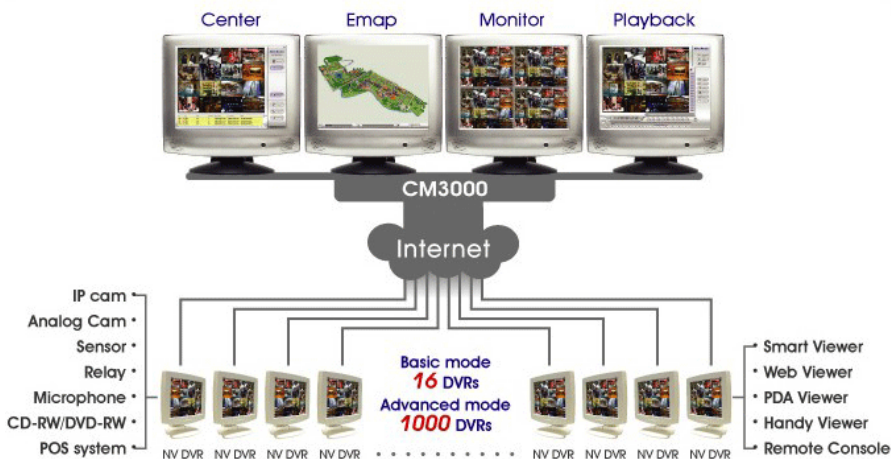 Center Emap Monitor Playback
CM3000
Internet
IP cam
Analog Cam
Sensor
Relay
Microphone
CD-RW/DVD-RW
POS system
Basic mode
16 DVRs
Advanced mode
1000 DVRs
Smart Viewer
Web Viewer
PDA Viewer
Handy Viewer
Remote Console
NV DVR NV DVR NV DVR NV DVR . . . . . . . . . . NV DVR NV DVR NV DVR NV DVR